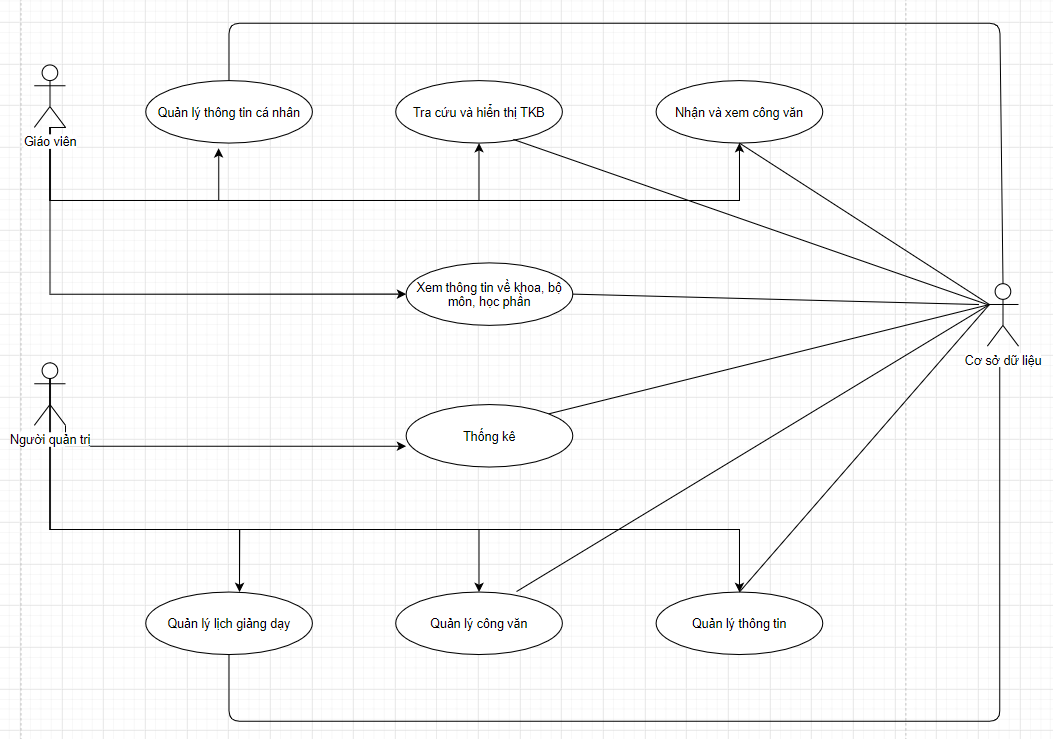 Quản lý thông tin cá nhân
Tra cứu và hiển thị TKB
Nhận và xem công văn
Giáo viên
Xem thông tin về khoa, bộ
môn, học phần
Cơ sở dữ liệu
Người quản trị
Thống kê
Quản lý lịch giảng dạy
Quản lý công văn
Quản lý thông tin